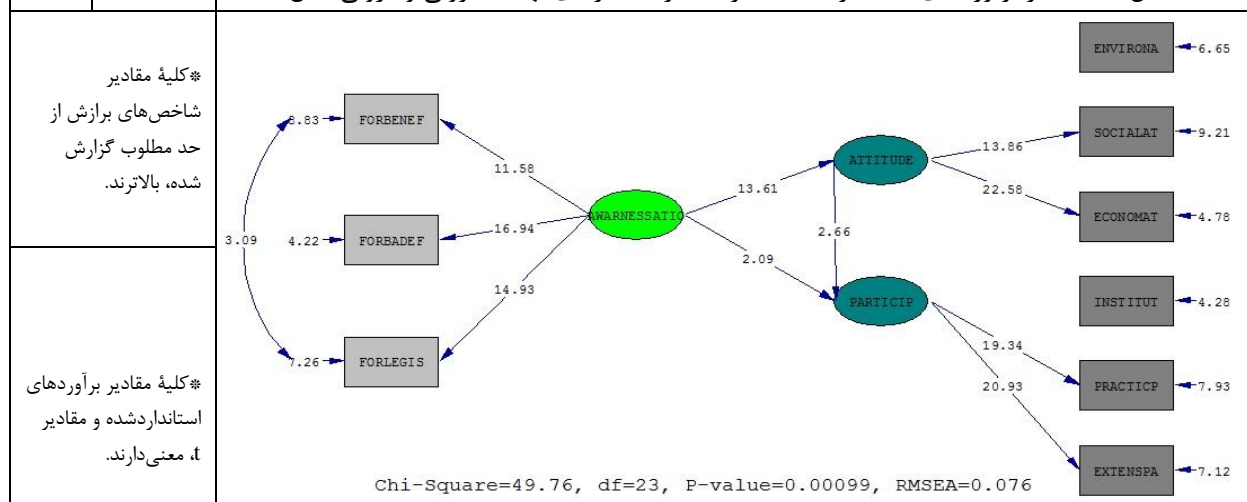 *کلیهٔ مقادیر
شاخص‌های برازش از
حد مطلوب گزارش
شده، بالاترند.
*کلیهٔ مقادیر برآوردهای
استانداردشده و مقادیر
t، معنی‌دارند.
ENVIRONA 6.65
FORBENEF
SOCIALAT 9.21
13.86
ATTITUDE
11.58
13.61
22.58
AWARNESSATIO
ECONOMAT 4.78
3.09
4.22 FORBADEF
16.94
2.66
2.09
14.93
PARTICIP
INSTITUT 4.28
7.26 FORLEGIS
19.34
PRACTICP 7.93
20.93
EXTENSPA 7.12
Chi-Square=49.76, df=23, P-value=0.00099, RMSEA=0.076